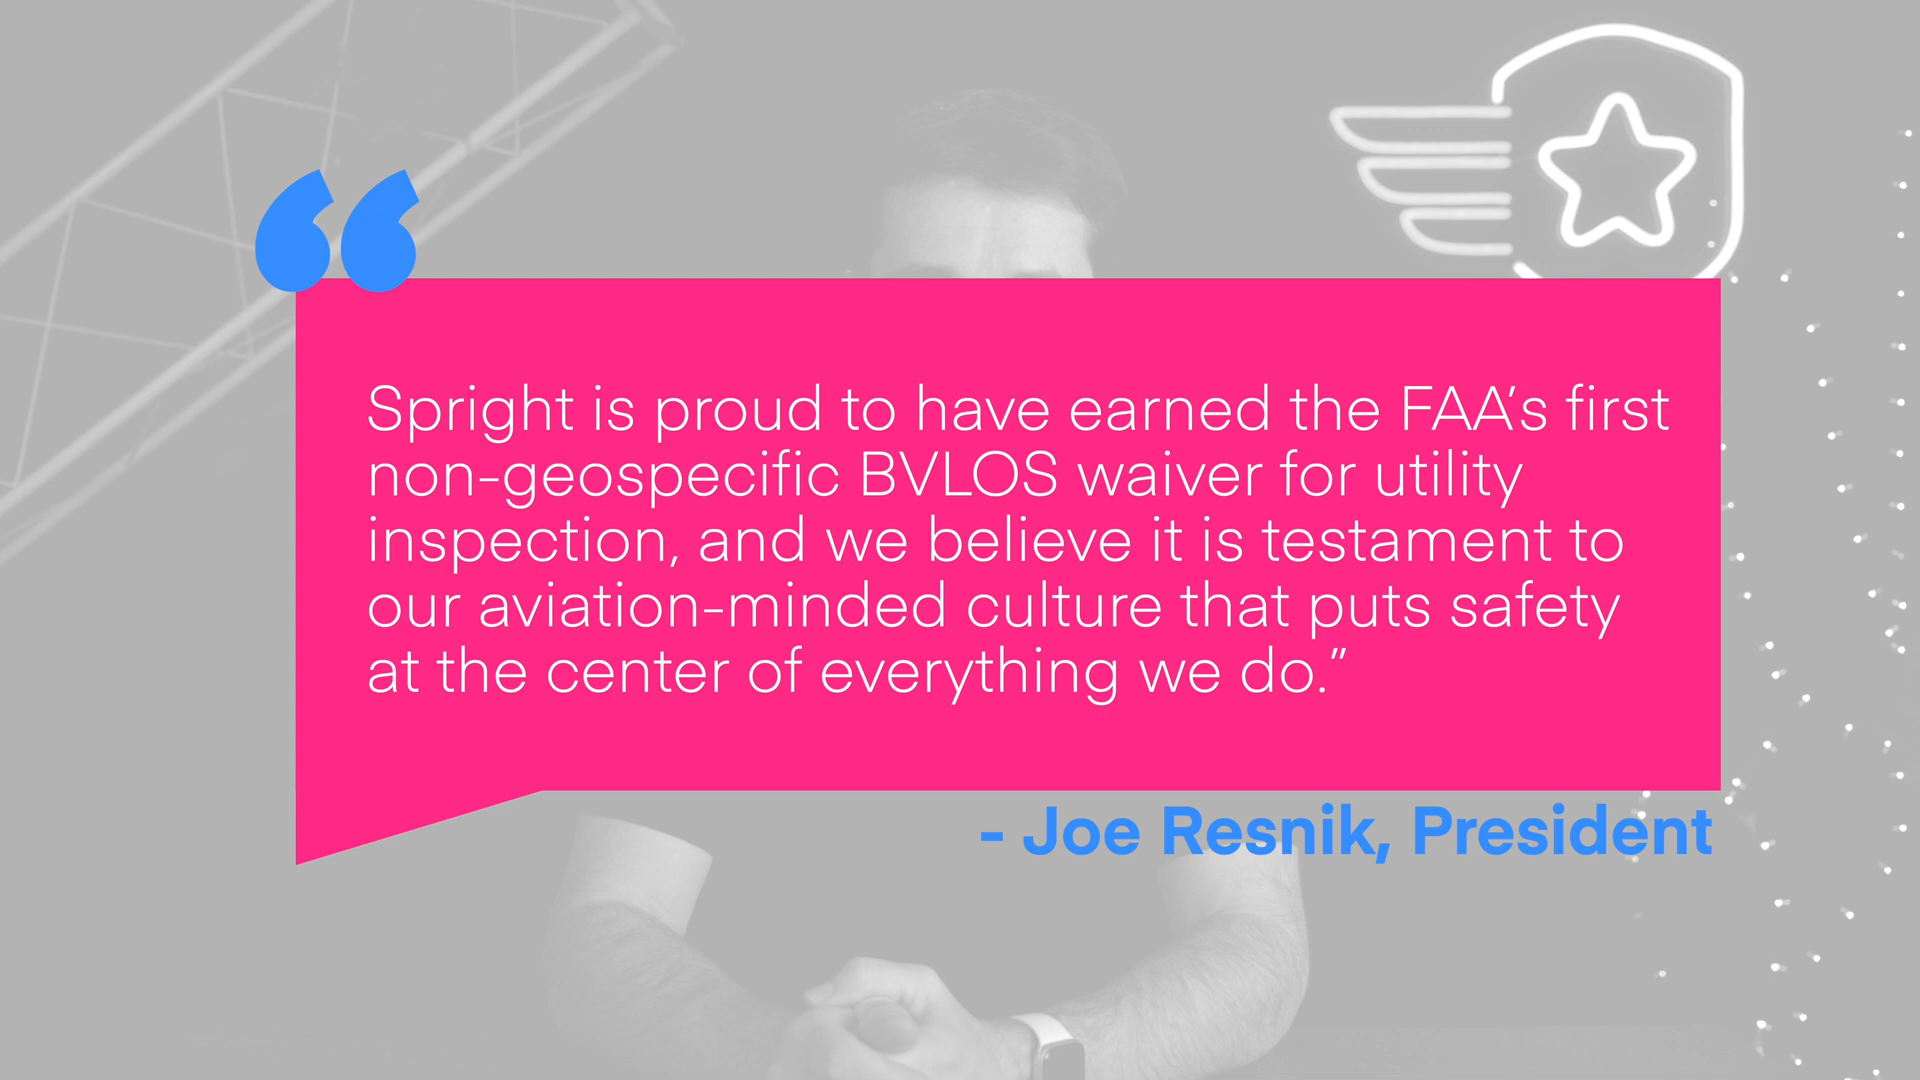 “
Spright is proud to have earned the FAA’s first
non-geospecific BVLOS waiver for utility
inspection, and we believe it is testament to
our aviation-minded culture that puts safety
at the center of everything we do.”
- Joe Resnik, President